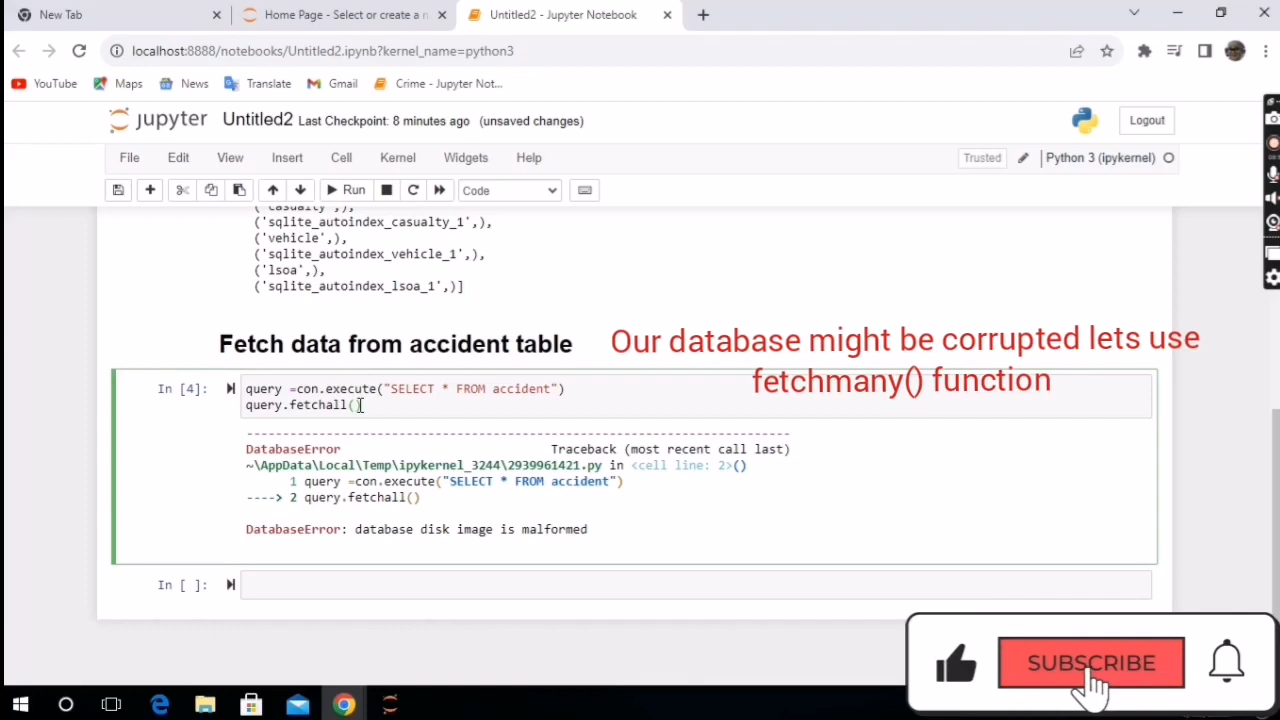 New Tab
Home Page - Select or create a n
Untitled2 - Jupyter Notebook
localhost:8888/notebooks/Untitled2.ipynb?kernel_name=python3
YouTube Maps News Translate Gmail Crime - Jupyter Not...
jupyter Untitled2 Last Checkpoint: 8 minutes ago (unsaved changes) Logout
File Edit View Insert Cell Kernel Widgets Help Trusted Python 3 (ipykernel)
Run Code
('sqlite_autoindex_casualty_1',),
('vehicle',),
('sqlite_autoindex_vehicle_1',),
('lsoa',),
('sqlite_autoindex_lsoa_1',)]
Fetch data from accident table
Our database might be corrupted lets use
fetchmany() function
In [4]: query =con.execute("SELECT * FROM accident")
query.fetchall()
---------------------------------------------------------------------------
DatabaseError Traceback (most recent call last)
~\AppData\Local\Temp\ipykernel_3244\2939961421.py in <cell line: 2>()
1 query =con.execute("SELECT * FROM accident")
----> 2 query.fetchall()
DatabaseError: database disk image is malformed
In [ ]:
SUBSCRIBE